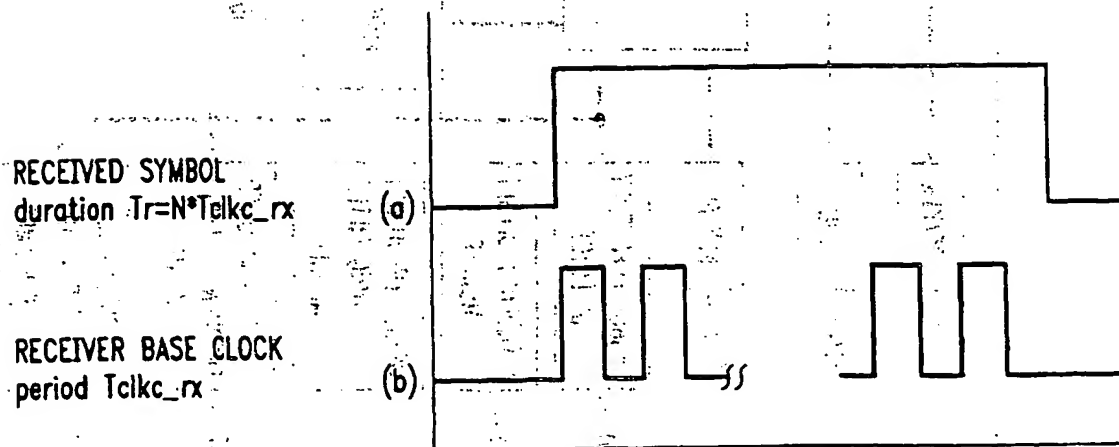 RECEIVED SYMBOL
duration Tr=N*Tclkc_rx
(a)
RECEIVER BASE CLOCK
period Tclkc_rx
(b)